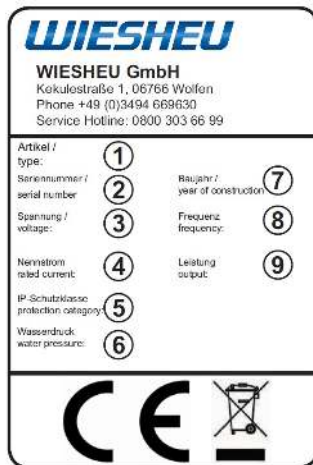 WIESHEU
WIESHEU GmbH
Kekulestraße 1, 06766 Wolfen
Phone +49 (0)3494 669630
Service Hotline: 0800 303 66 99
Artikel /
type:
1
Seriennummer /
serial number
2
Baujahr /
year of construction
7
Spannung /
voltage:
3
Frequenz
frequency:
8
Nennstrom
rated current:
4
Leistung
output:
9
IP-Schutzklasse
protection category:
5
Wasserdruck
water pressure:
6
CE